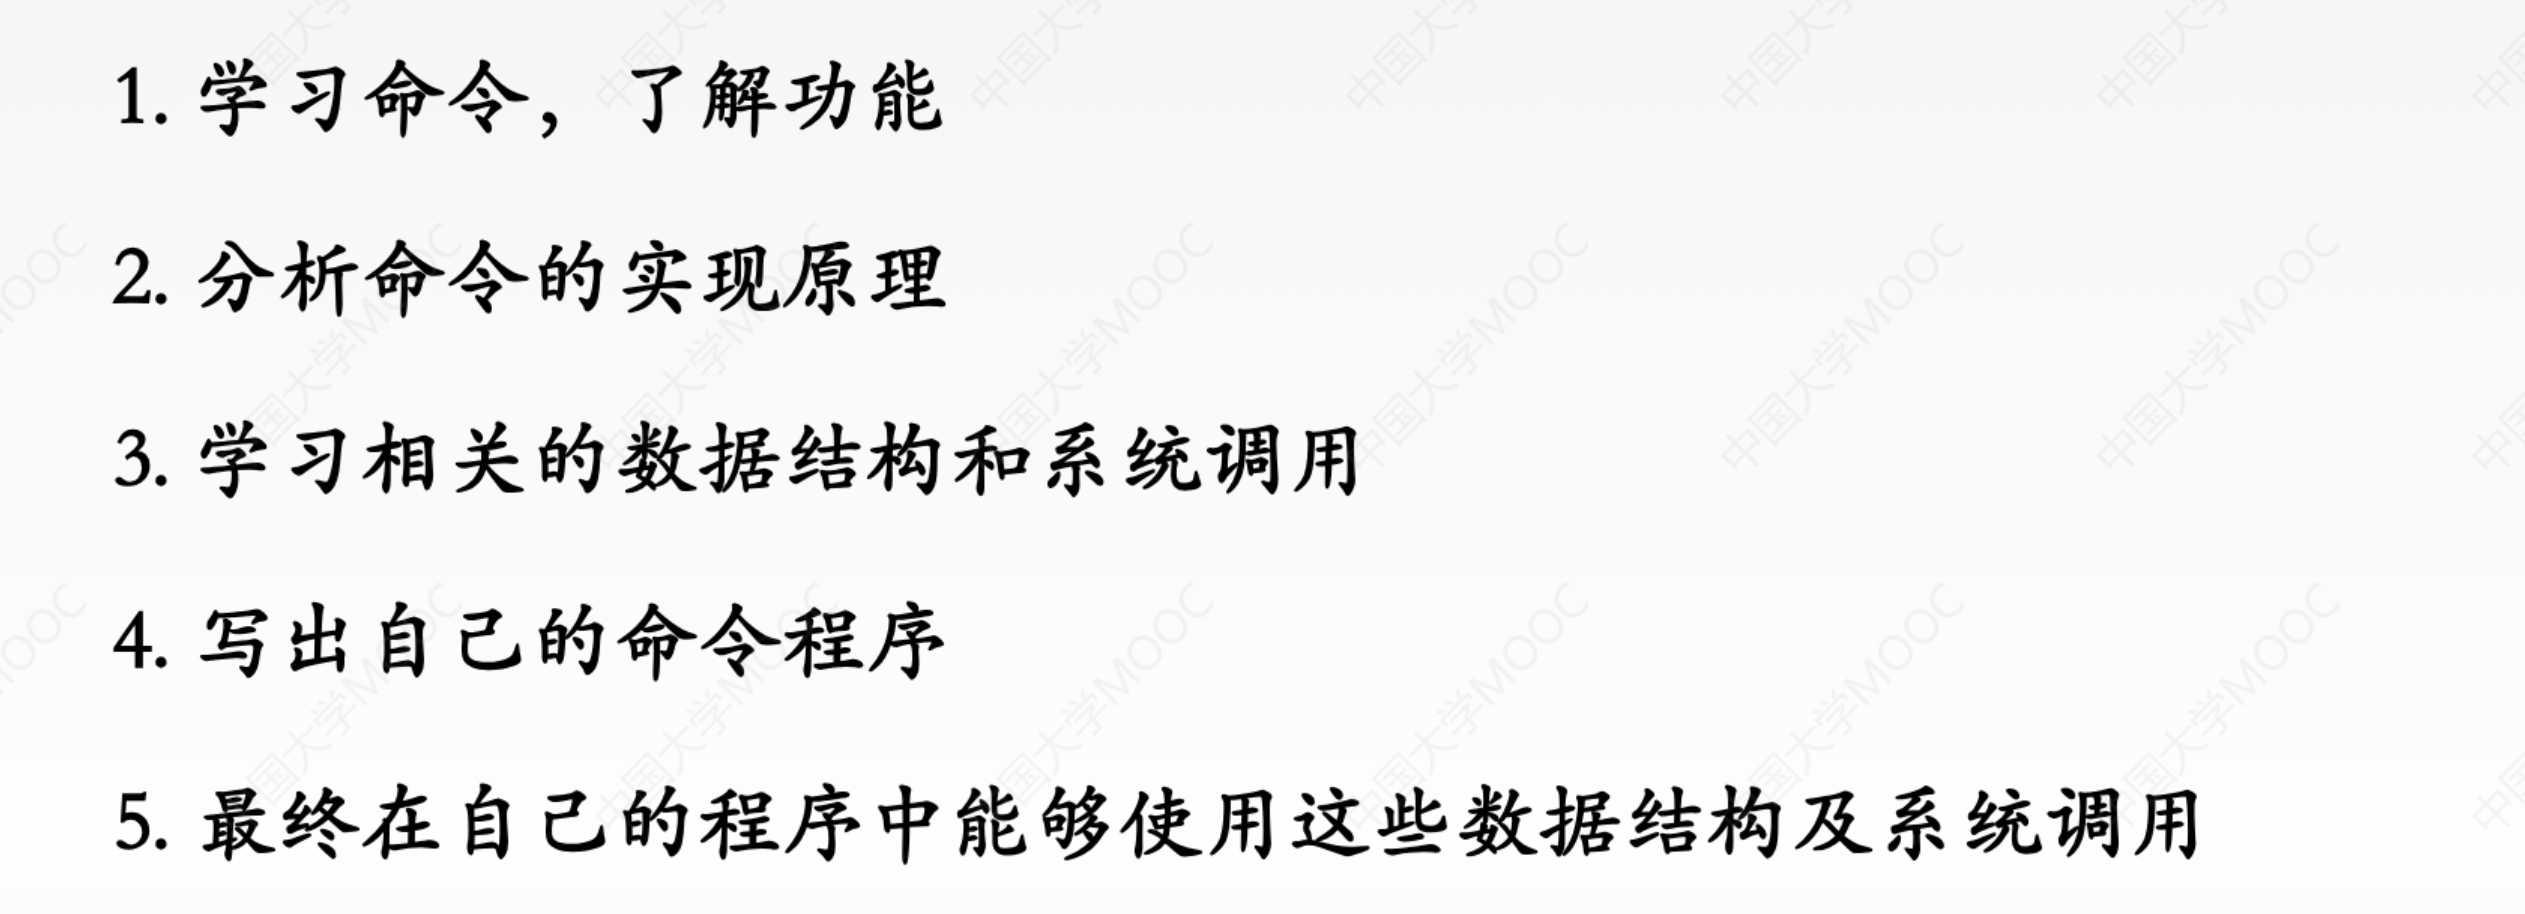 1. 学习命令，了解功能
2. 分析命令的实现原理
3. 学习相关的数据结构和系统调用
4. 写出自己的命令程序
5. 最终在自己的程序中能够使用这些数据结构及系统调用
中国大学MOOC